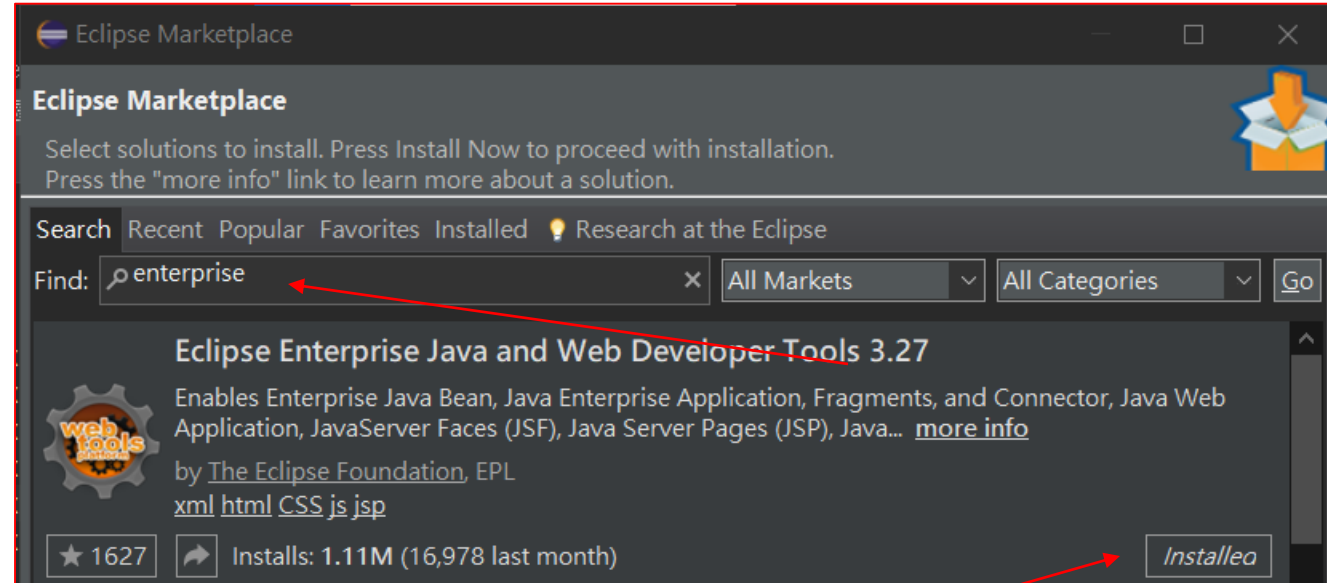 Eclipse Marketplace
Eclipse Marketplace
Select solutions to install. Press Install Now to proceed with installation.
Press the "more info" link to learn more about a solution.
Search Recent Popular Favorites Installed Research at the Eclipse
Find: enterprise All Markets All Categories Go
Eclipse Enterprise Java and Web Developer Tools 3.27
Enables Enterprise Java Bean, Java Enterprise Application, Fragments, and Connector, Java Web
Application, JavaServer Faces (JSF), Java Server Pages (JSP), Java... more info
web
tools
by The Eclipse Foundation, EPL
xml html CSS js jsp
★ 1627 Installs: 1.11M (16,978 last month) Installed